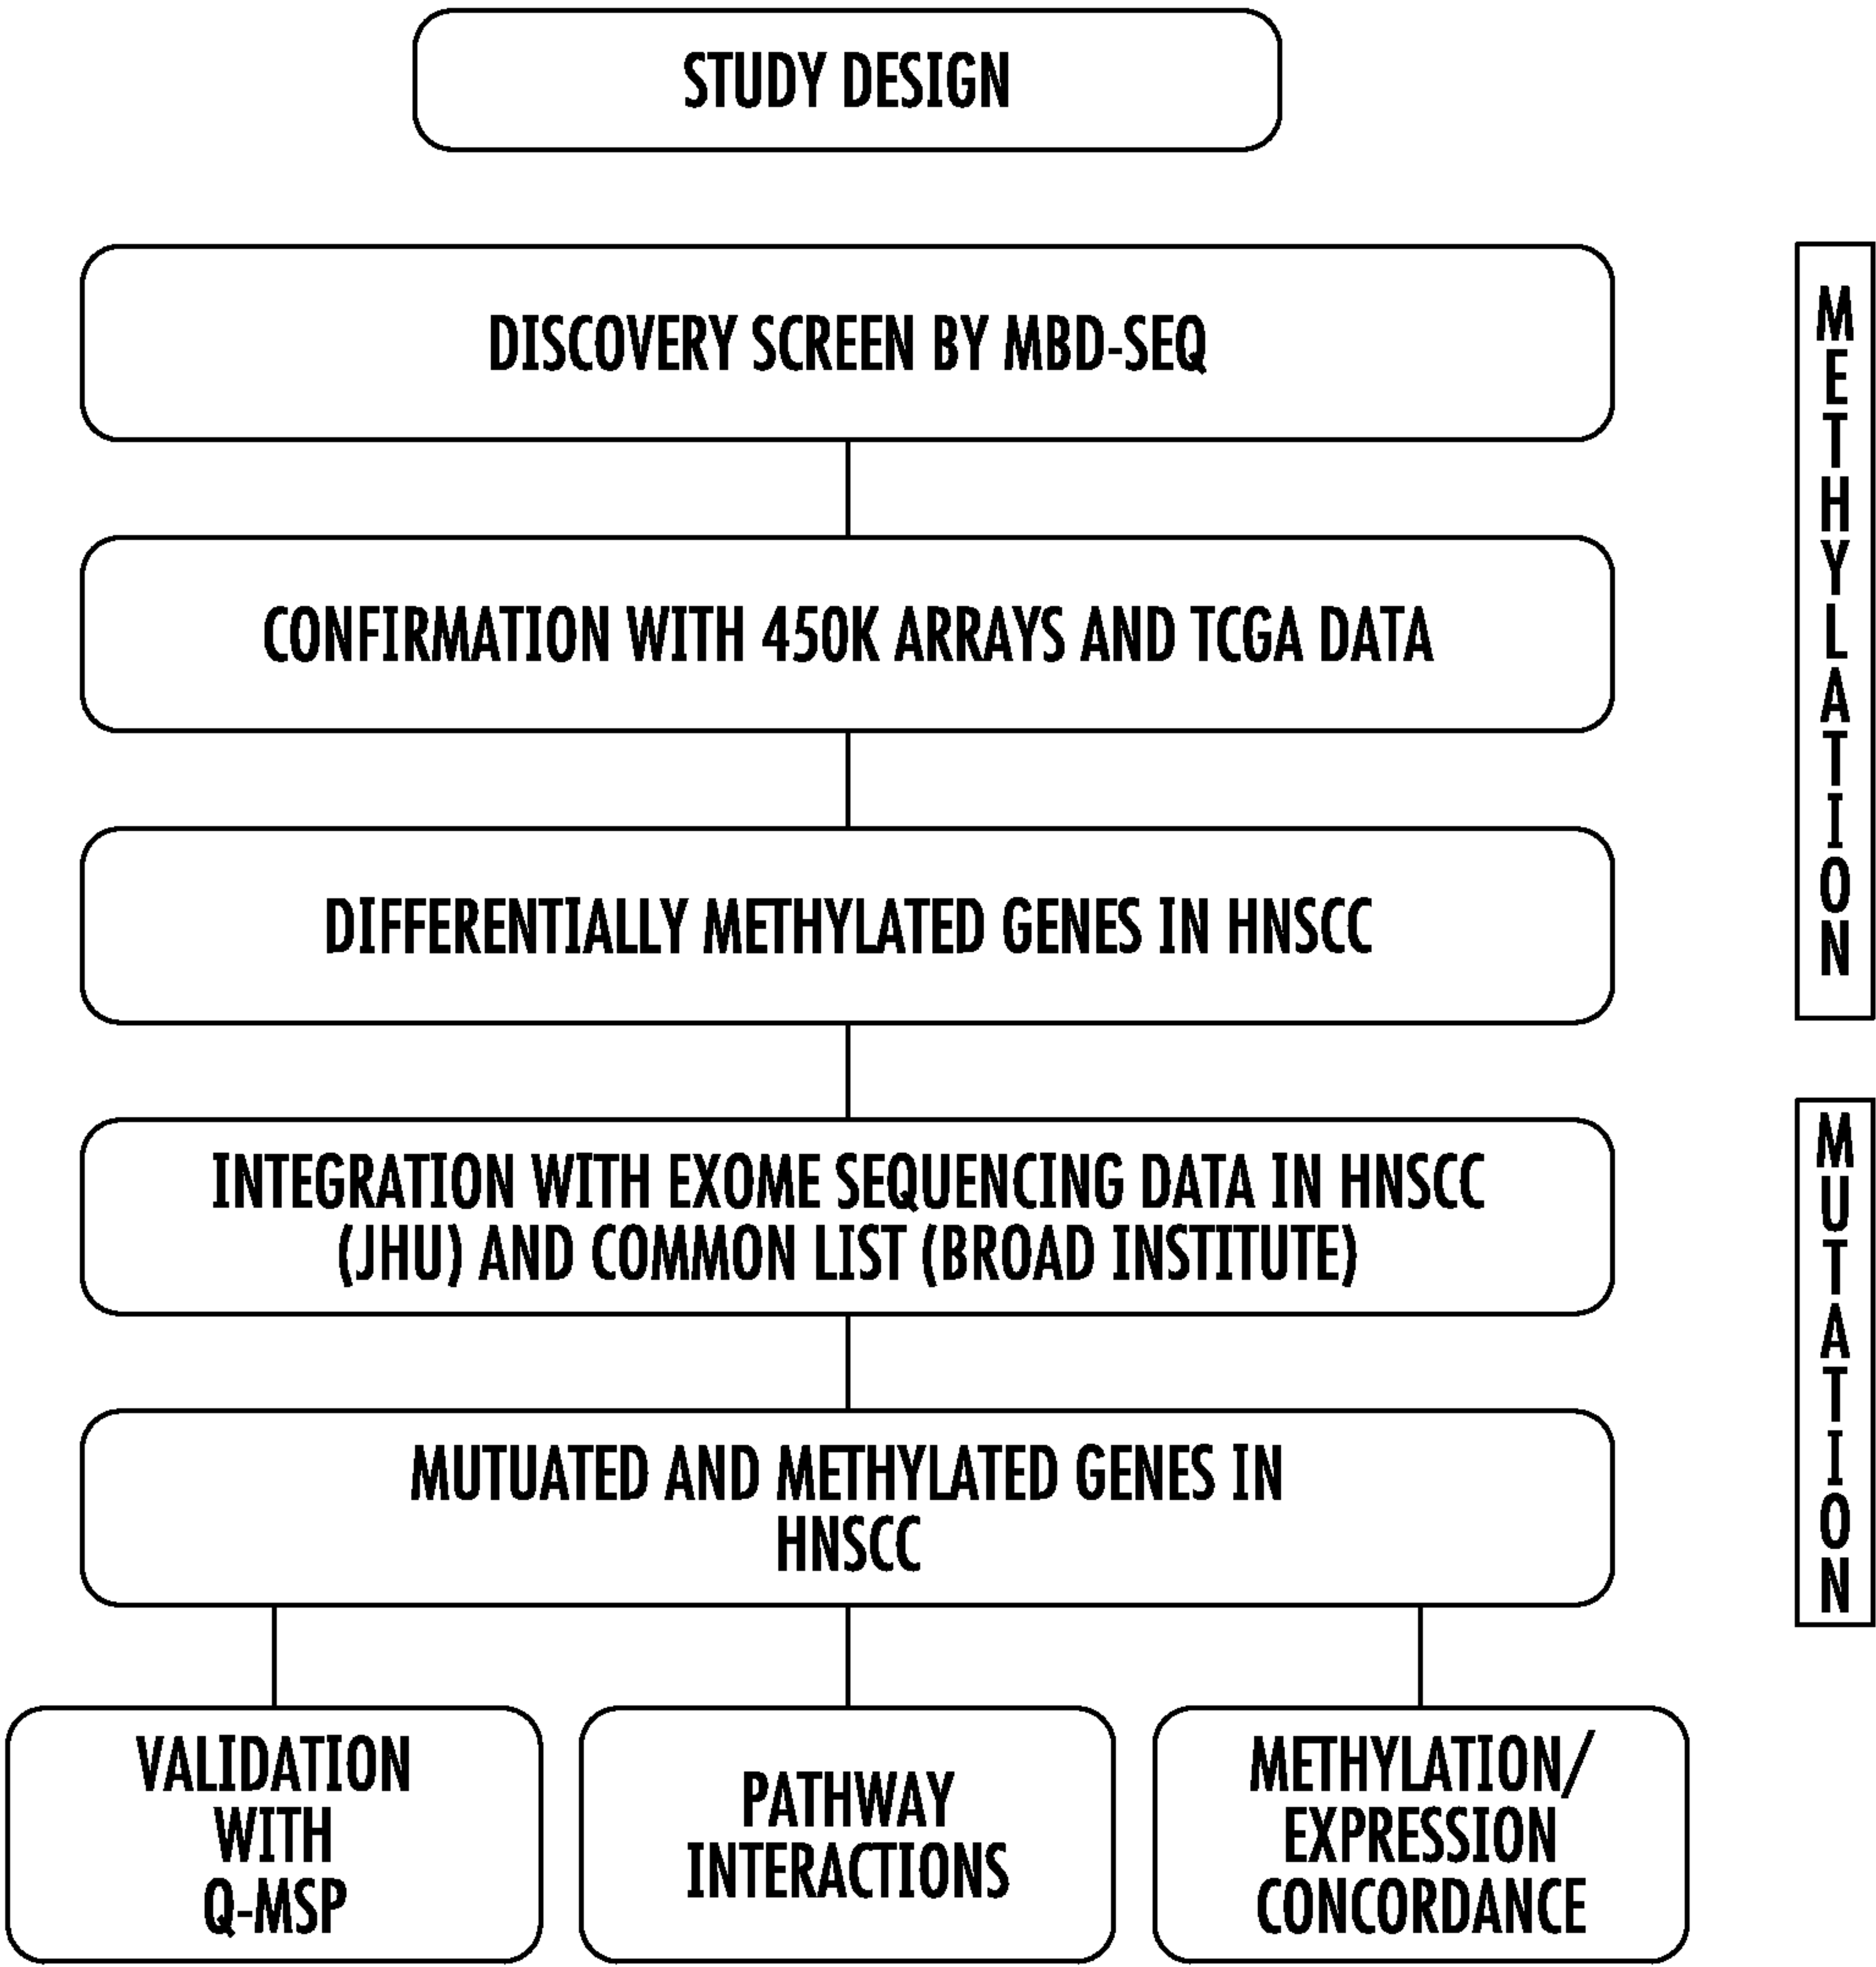 STUDY DESIGN
DISCOVERY SCREEN BY MBD-SEQ
CONFIRMATION WITH 450K ARRAYS AND TCGA DATA
DIFFERENTIALLY METHYLATED GENES IN HNSCC
METHYLATION
INTEGRATION WITH EXOME SEQUENCING DATA IN HNSCC
(JHU) AND COMMON LIST (BROAD INSTITUTE)
MUTUATED AND METHYLATED GENES IN
HNSCC
MUTATION
VALIDATION
WITH
Q-MSP
PATHWAY
INTERACTIONS
METHYLATION/
EXPRESSION
CONCORDANCE